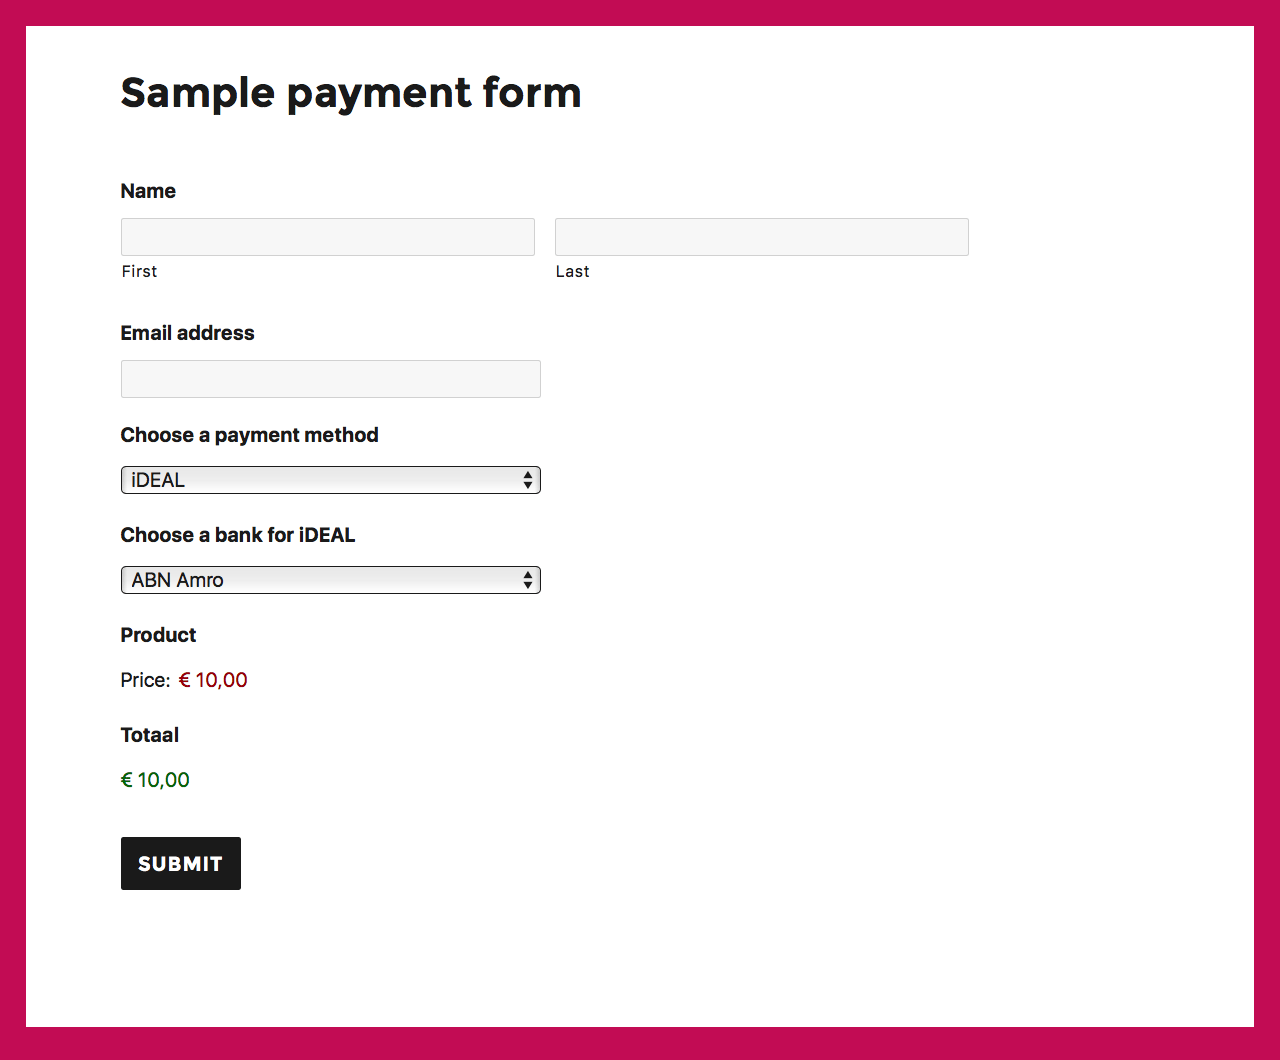 Sample payment form
Name
First
Last
Email address
Choose a payment method
iDEAL
Choose a bank for iDEAL
ABN Amro
Product
Price: € 10,00
Totaal
€ 10,00
SUBMIT